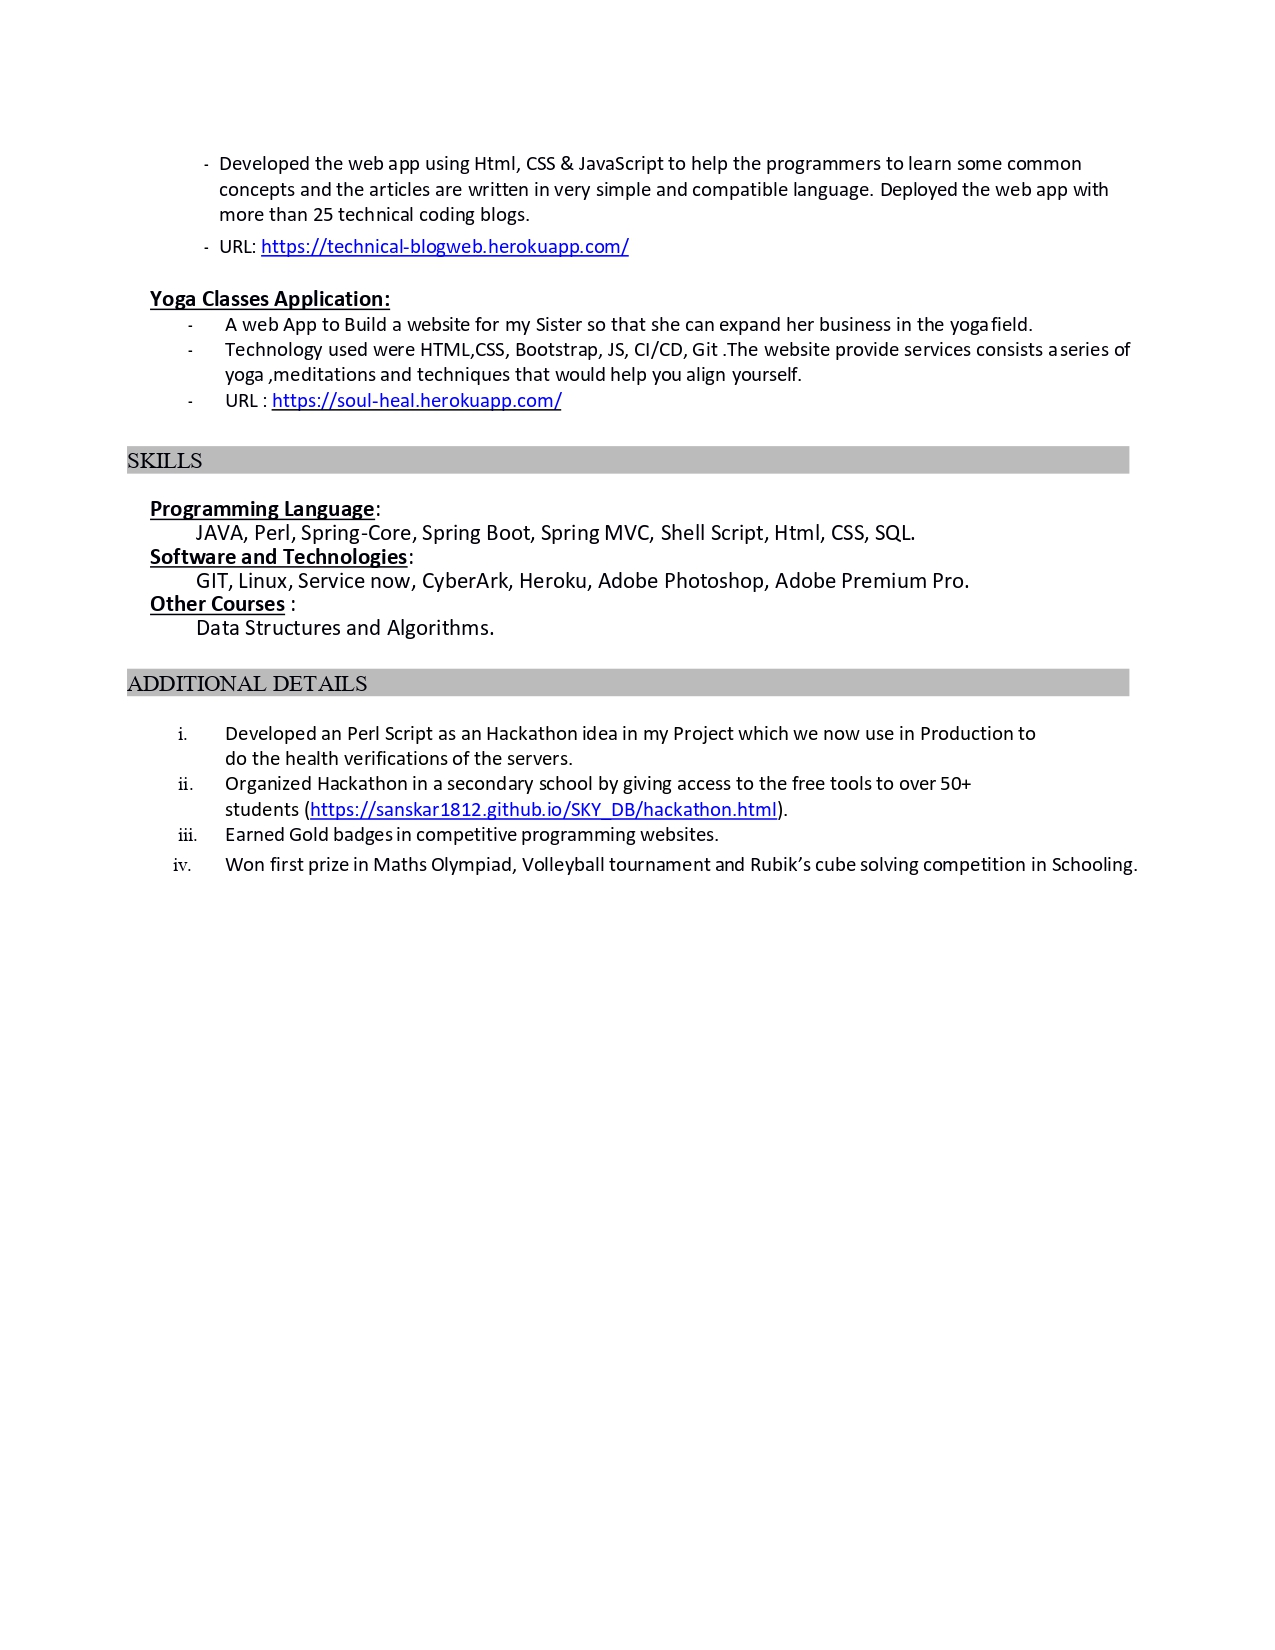 - Developed the web app using Html, CSS & JavaScript to help the programmers to learn some common
concepts and the articles are written in very simple and compatible language. Deployed the web app with
more than 25 technical coding blogs.
- URL: https://technical-blogweb.herokuapp.com/
Yoga Classes Application:
- A web App to Build a website for my Sister so that she can expand her business in the yoga field.
- Technology used were HTML,CSS, Bootstrap, JS, CI/CD, Git .The website provide services consists a series of
yoga ,meditations and techniques that would help you align yourself.
- URL : https://soul-heal.herokuapp.com/
SKILLS
Programming Language:
JAVA, Perl, Spring-Core, Spring Boot, Spring MVC, Shell Script, Html, CSS, SQL.
Software and Technologies:
GIT, Linux, Service now, CyberArk, Heroku, Adobe Photoshop, Adobe Premium Pro.
Other Courses :
Data Structures and Algorithms.
ADDITIONAL DETAILS
i. Developed an Perl Script as an Hackathon idea in my Project which we now use in Production to
do the health verifications of the servers.
ii. Organized Hackathon in a secondary school by giving access to the free tools to over 50+
students (https://sanskar1812.github.io/SKY_DB/hackathon.html).
iii. Earned Gold badges in competitive programming websites.
iv. Won first prize in Maths Olympiad, Volleyball tournament and Rubik’s cube solving competition in Schooling.